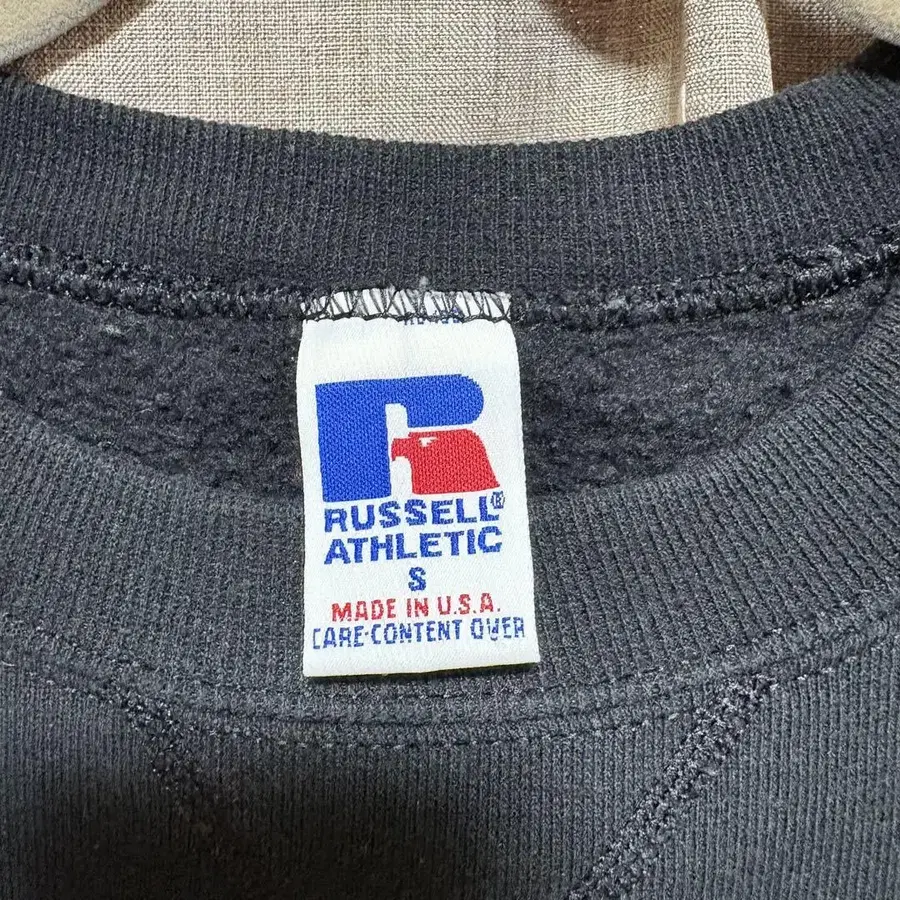 RUSSELL®
ATHLETIC
S
MADE IN U.S.A.
CARE·CONTENT OVER